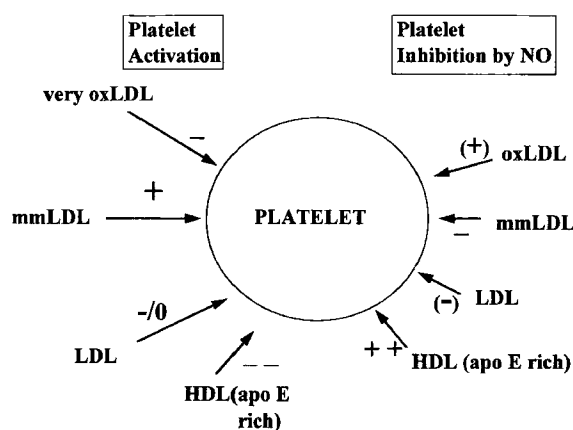 Platelet
Activation
Platelet
Inhibition by NO
very oxLDL
−
(+)
oxLDL
+
mmLDL
PLATELET
mmLDL
−
-/0
LDL
(-)
LDL
− −
HDL(apo E
rich)
+ +
HDL (apo E rich)